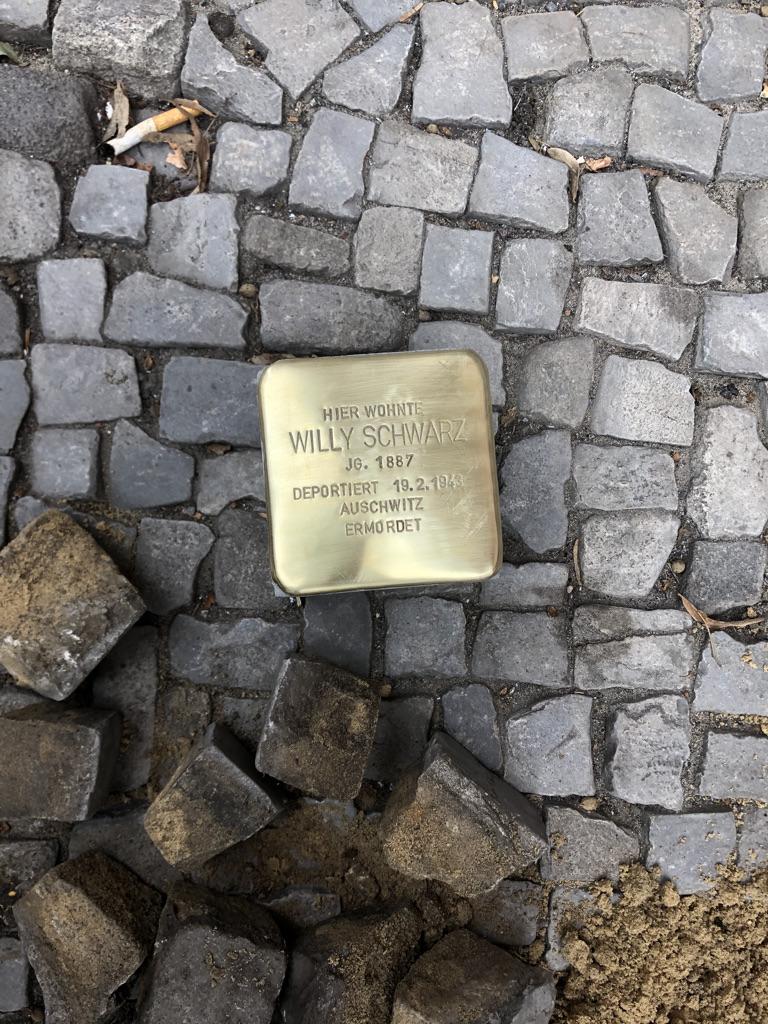 HIER WOHNTE
WILLY SCHWARZ
JG. 1887
DEPORTIERT 19.2.1943
AUSCHWITZ
ERMORDET